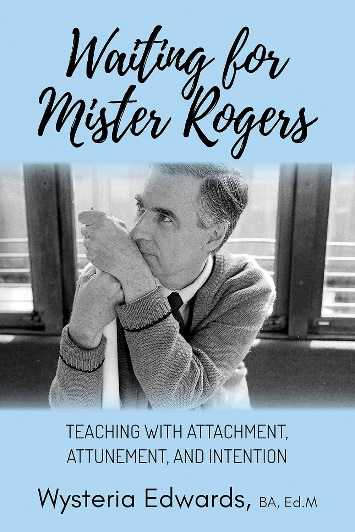 Waiting for
Mister Rogers
TEACHING WITH ATTACHMENT,
ATTUNEMENT, AND INTENTION
Wysteria Edwards, BA, Ed.M